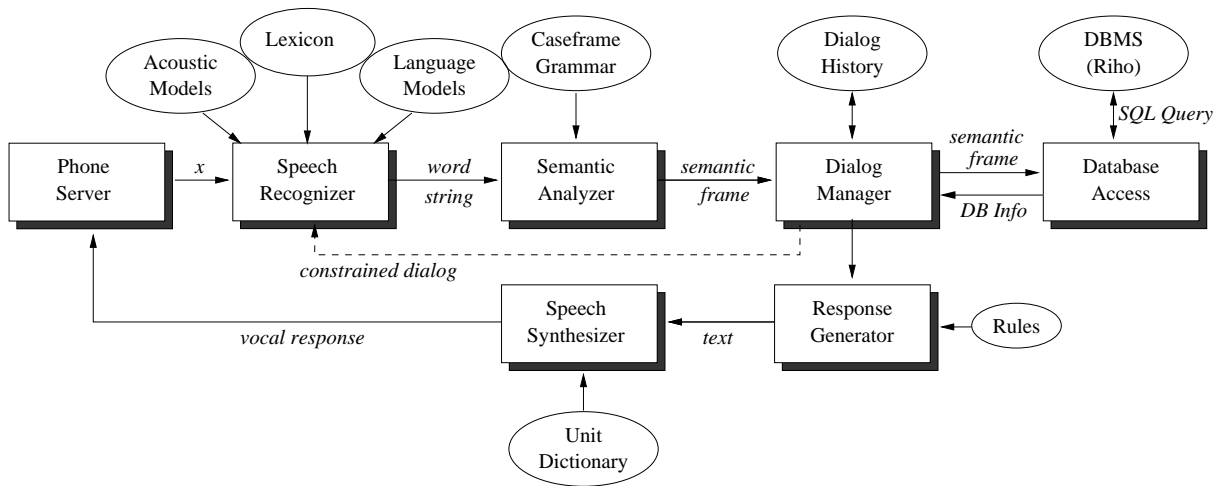 Acoustic
Models
Lexicon
Language
Models
Caseframe
Grammar
Dialog
History
DBMS
(Riho)
SQL Query
Phone
Server
x
Speech
Recognizer
word
string
Semantic
Analyzer
semantic
frame
Dialog
Manager
semantic
frame
DB Info
Database
Access
constrained dialog
vocal response
Speech
Synthesizer
text
Response
Generator
Rules
Unit
Dictionary